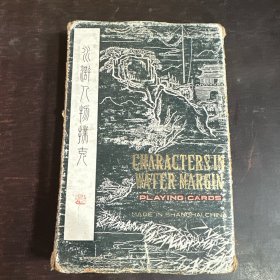 水浒人物扑克
CHARACTERS IN
WATER MARGIN
PLAYING CARDS
MADE IN SHANGHAI CHINA